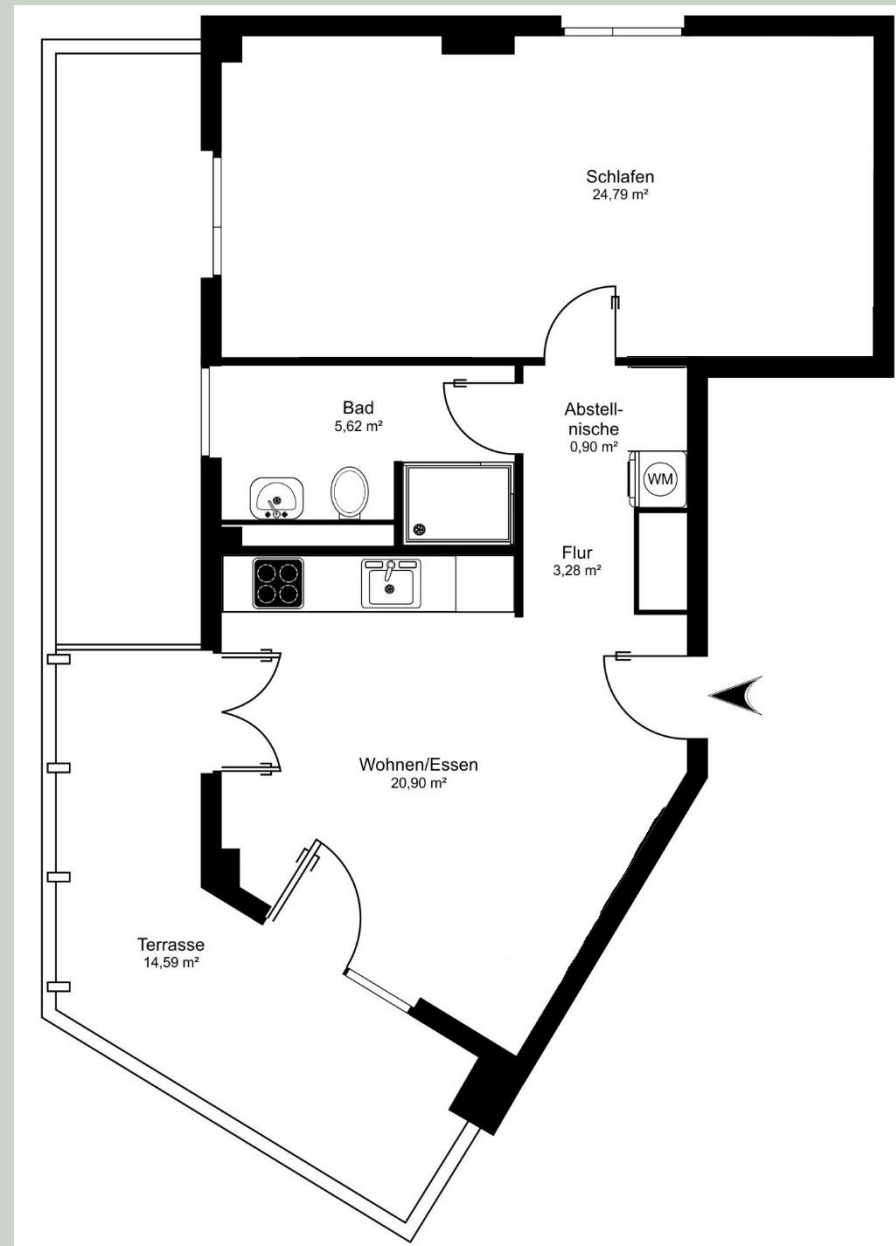 Schlafen
24,79 m²
Bad
5,62 m²
Abstell-
nische
0,90 m²
WM
Flur
3,28 m²
Wohnen/Essen
20,90 m²
Terrasse
14,59 m²